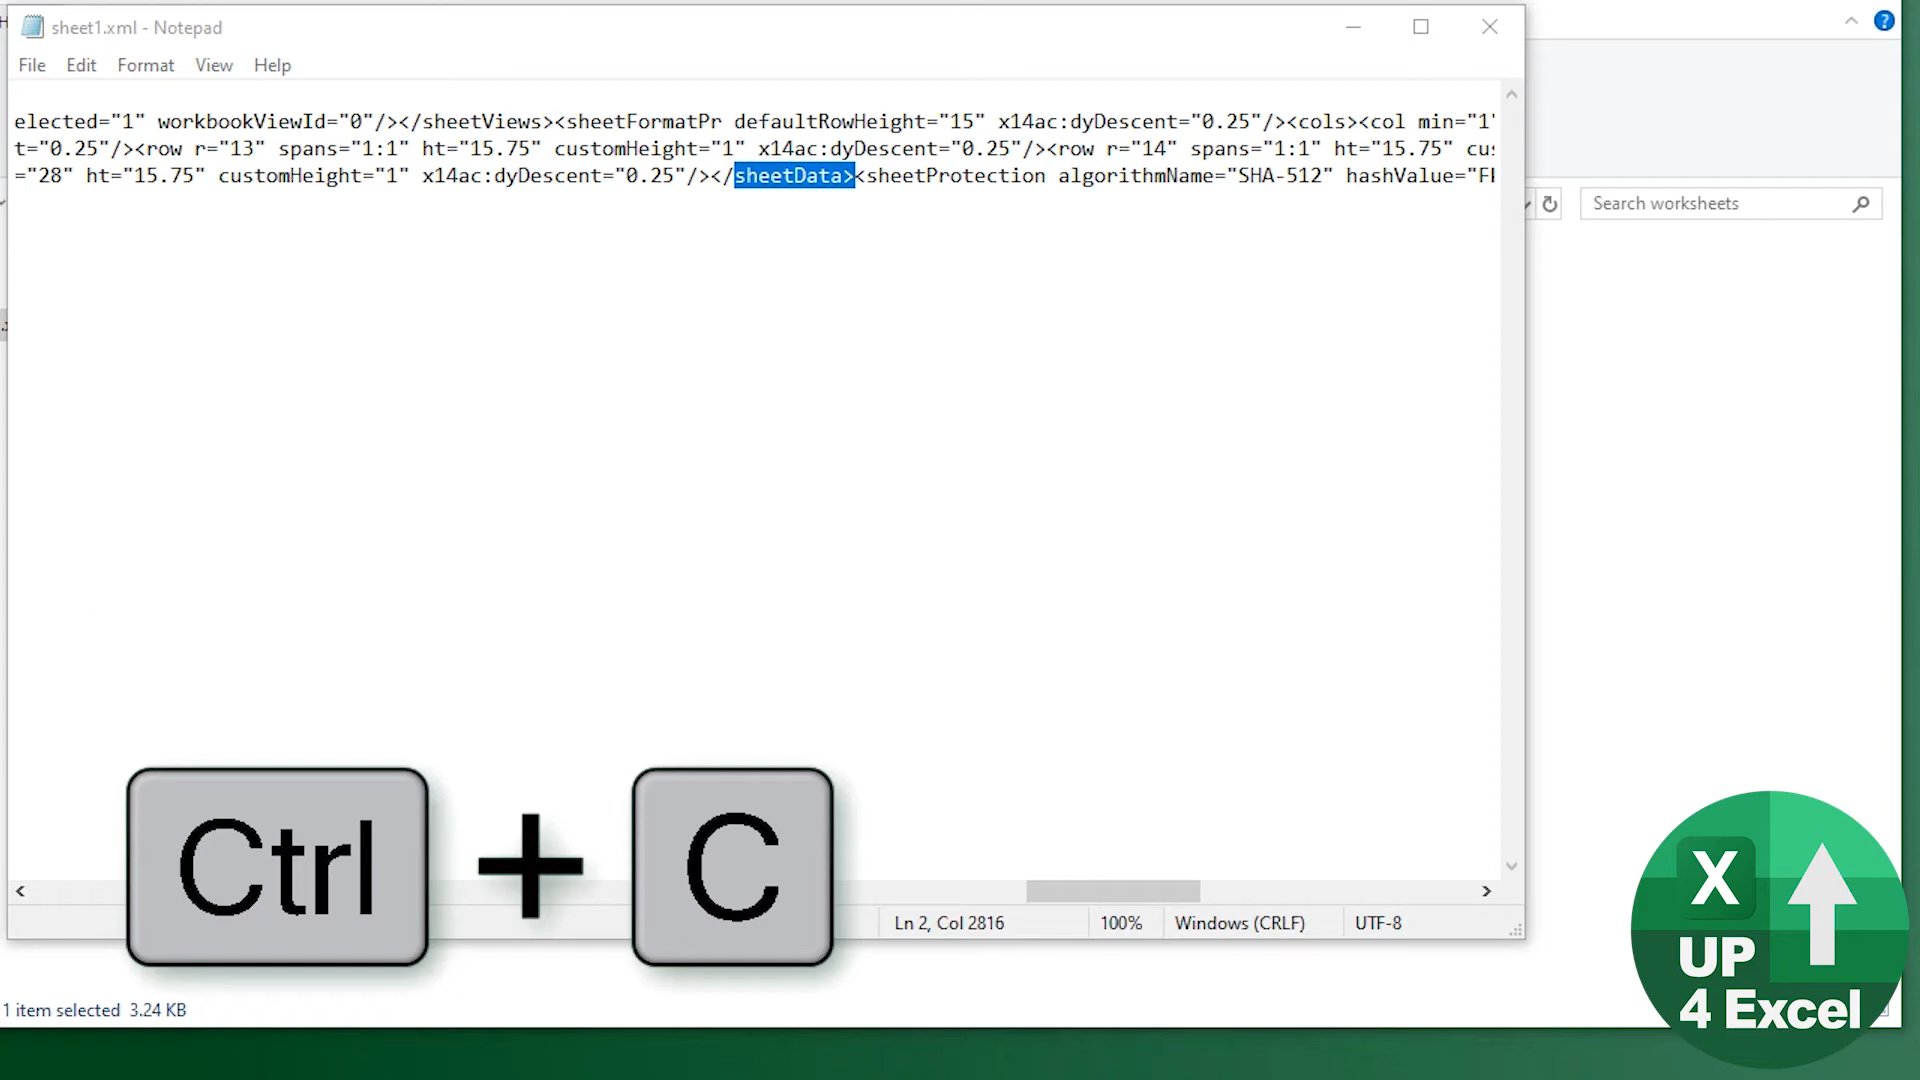 sheet1.xml - Notepad
File Edit Format View Help
elected="1" workbookViewId="0"/></sheetViews><sheetFormatPr defaultRowHeight="15" x14ac:dyDescent="0.25"/><cols><col min="1"
t="0.25"/><row r="13" spans="1:1" ht="15.75" customHeight="1" x14ac:dyDescent="0.25"/><row r="14" spans="1:1" ht="15.75" cus
="28" ht="15.75" customHeight="1" x14ac:dyDescent="0.25"/></sheetData><sheetProtection algorithmName="SHA-512" hashValue="F
Search worksheets
Ctrl + C
Ln 2, Col 2816 100% Windows (CRLF) UTF-8
1 item selected 3.24 KB
X
UP
4 Excel